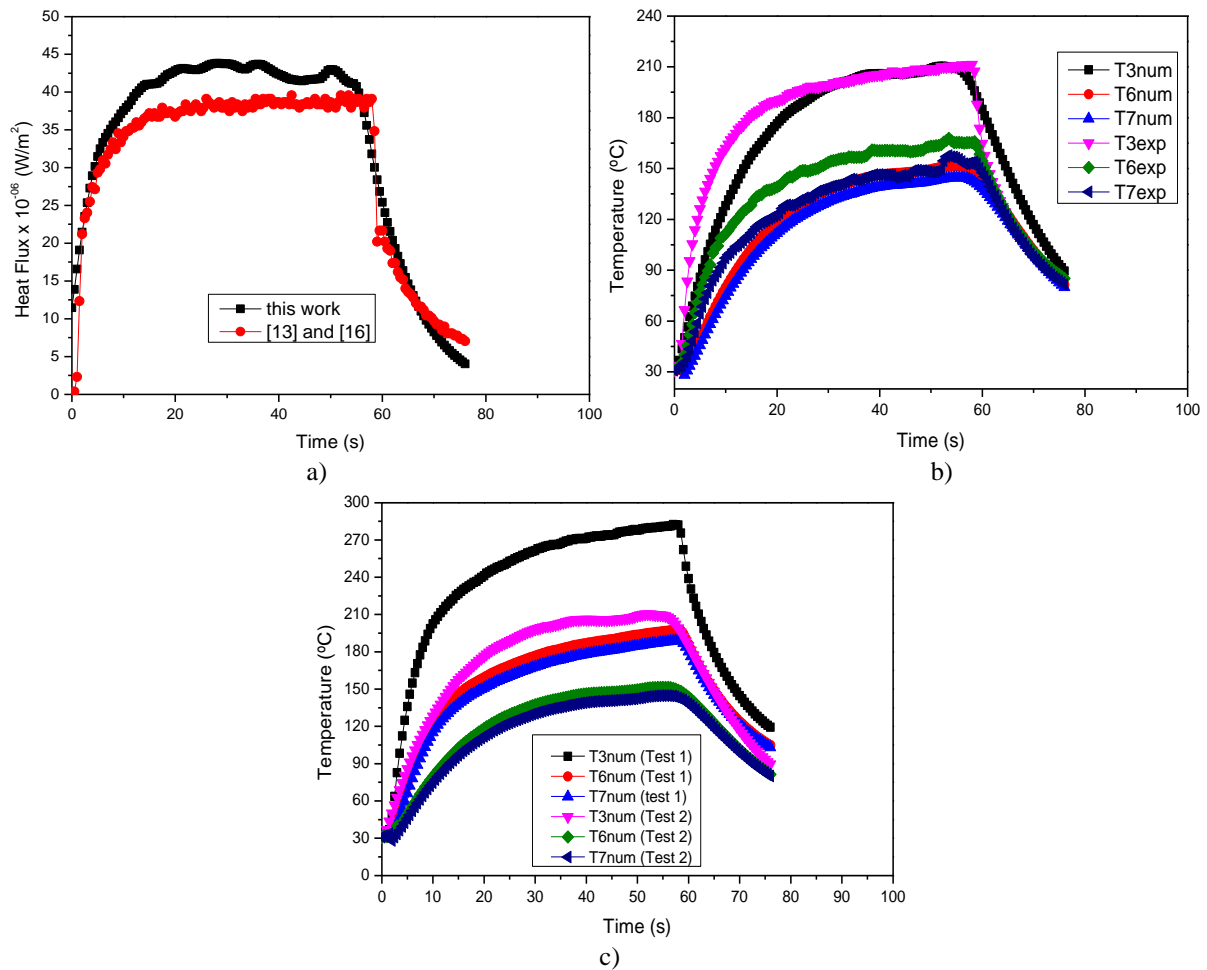 50
45
40
35
30
25
20
15
10
5
0
Heat Flux x 10⁻⁰⁶ (W/m²)
this work
[13] and [16]
0 20 40 60 80 100
Time (s)
a)
240
210
180
150
120
90
60
30
Temperature (ºC)
T3num
T6num
T7num
T3exp
T6exp
T7exp
0 20 40 60 80 100
Time (s)
b)
300
270
240
210
180
150
120
90
60
30
0
Temperature (ºC)
T3num (Test 1)
T6num (Test 1)
T7num (test 1)
T3num (Test 2)
T6num (Test 2)
T7num (Test 2)
0 10 20 30 40 50 60 70 80 90 100
Time (s)
c)